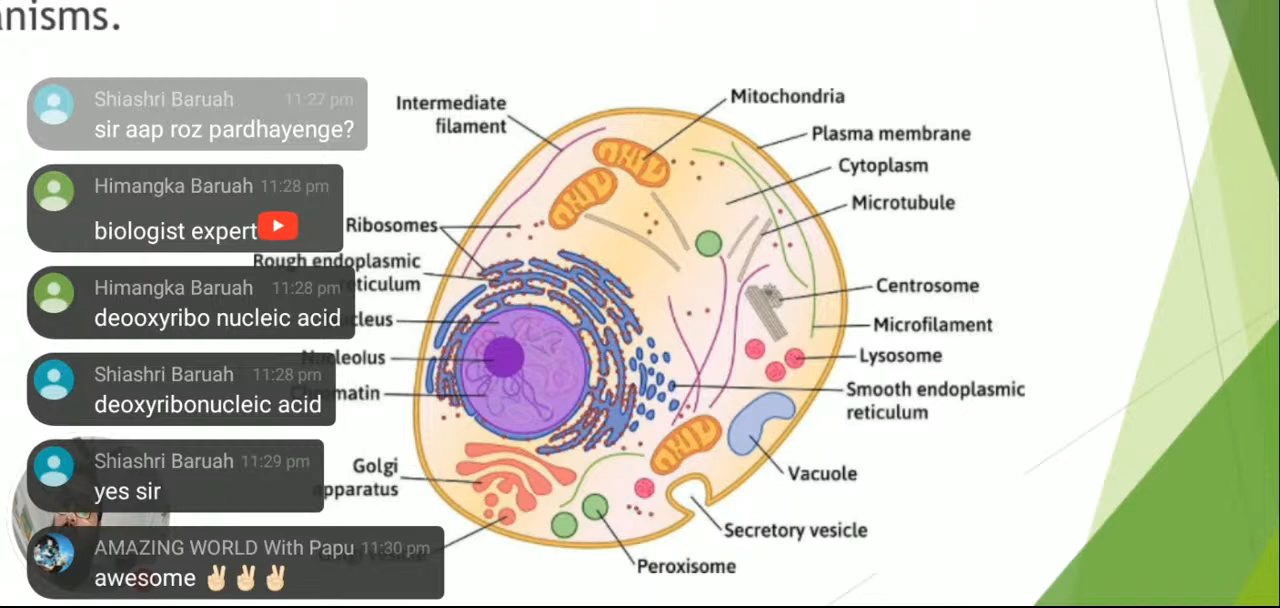 nisms.
Shiashri Baruah 11:27 pm
sir aap roz pardhayenge?
Himangka Baruah 11:28 pm
biologist expert
Himangka Baruah 11:28 pm
deooxyribo nucleic acid
Shiashri Baruah 11:28 pm
deoxyribonucleic acid
Shiashri Baruah 11:29 pm
yes sir
AMAZING WORLD With Papu 11:30 pm
awesome ✌🏻✌🏻✌🏻
Intermediate
filament
Ribosomes
Rough endoplasmic
eticulum
cleus
Nucleolus
omatin
Golgi
apparatus
Mitochondria
Plasma membrane
Cytoplasm
Microtubule
Centrosome
Microfilament
Lysosome
Smooth endoplasmic
reticulum
Vacuole
Secretory vesicle
Peroxisome